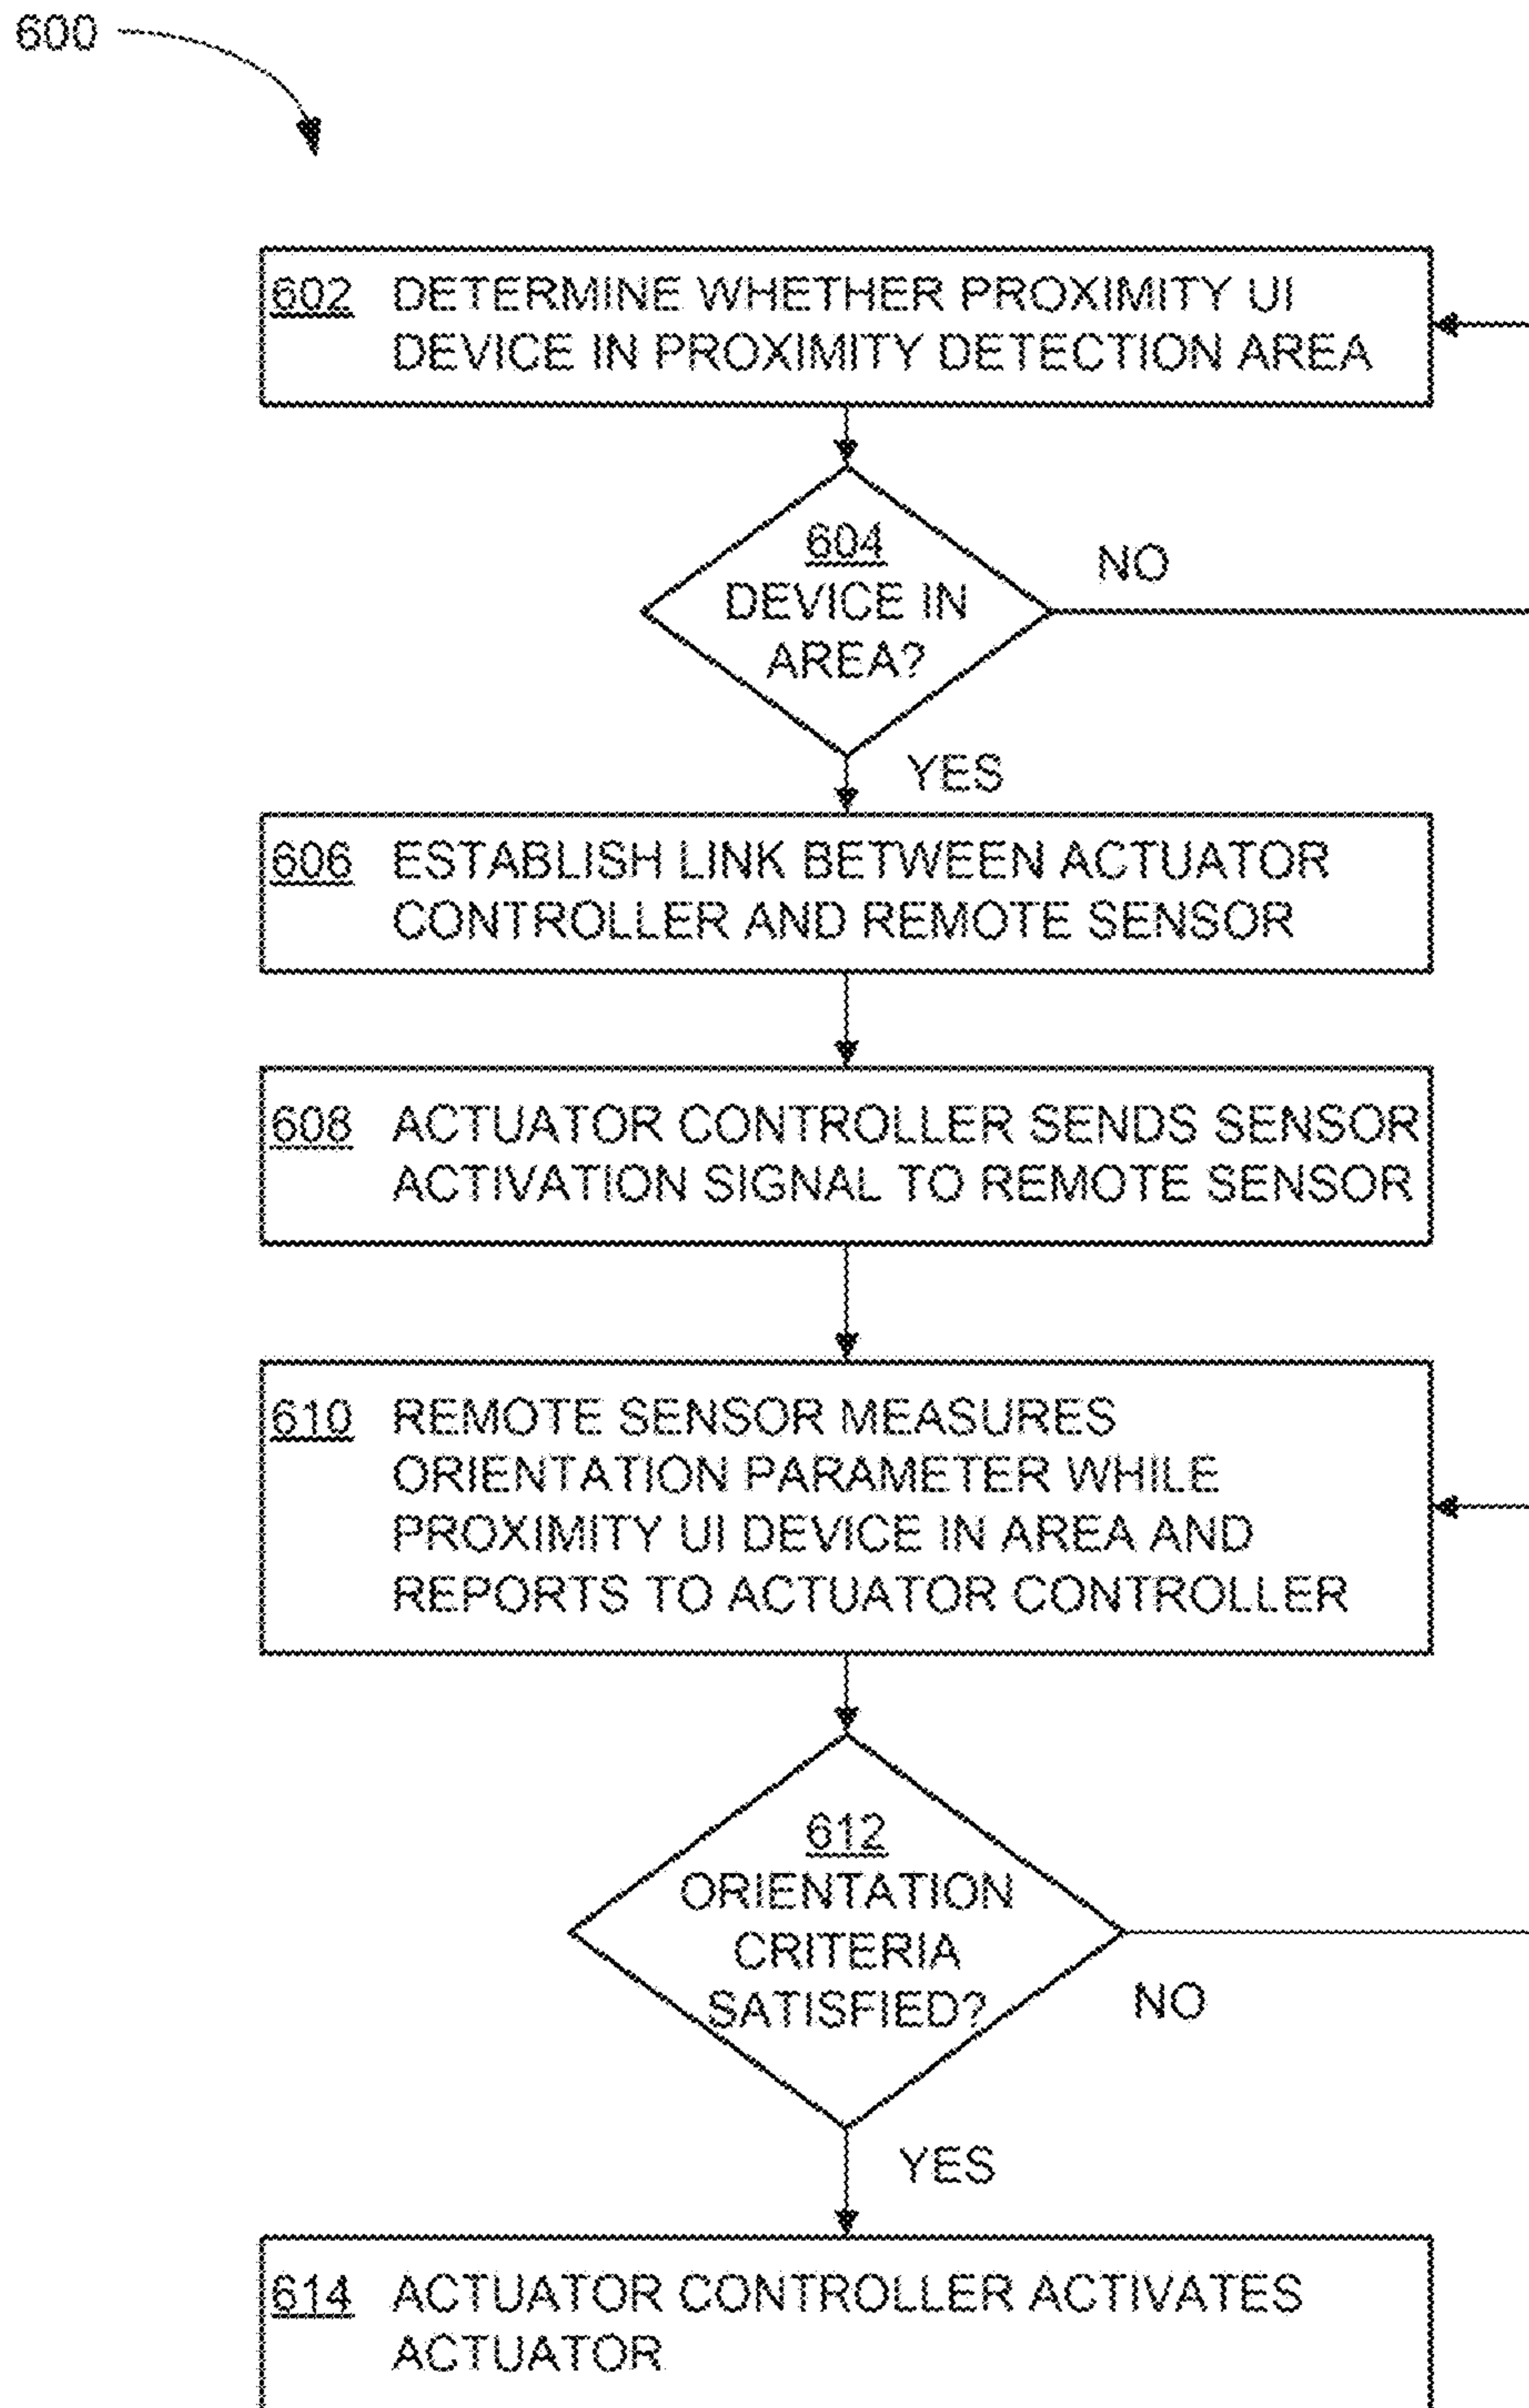 600
602 DETERMINE WHETHER PROXIMITY UI
DEVICE IN PROXIMITY DETECTION AREA
604
DEVICE IN
AREA?
NO
YES
606 ESTABLISH LINK BETWEEN ACTUATOR
CONTROLLER AND REMOTE SENSOR
608 ACTUATOR CONTROLLER SENDS SENSOR
ACTIVATION SIGNAL TO REMOTE SENSOR
610 REMOTE SENSOR MEASURES
ORIENTATION PARAMETER WHILE
PROXIMITY UI DEVICE IN AREA AND
REPORTS TO ACTUATOR CONTROLLER
612
ORIENTATION
CRITERIA
SATISFIED?
NO
YES
614 ACTUATOR CONTROLLER ACTIVATES
ACTUATOR